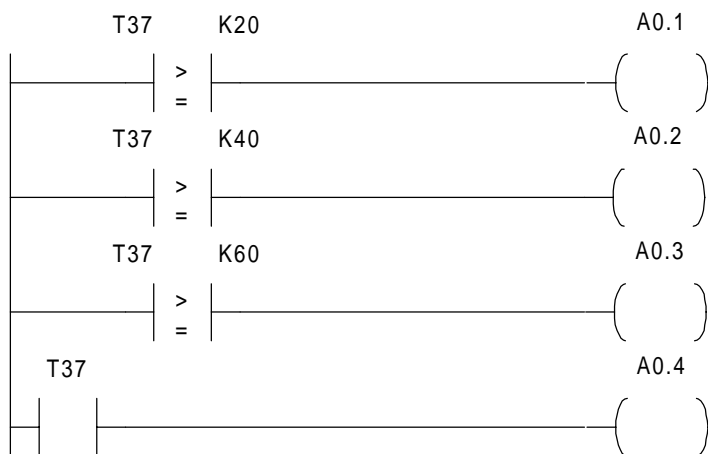 T37 K20 A0.1
>
=
T37 K40 A0.2
>
=
T37 K60 A0.3
>
=
T37 A0.4